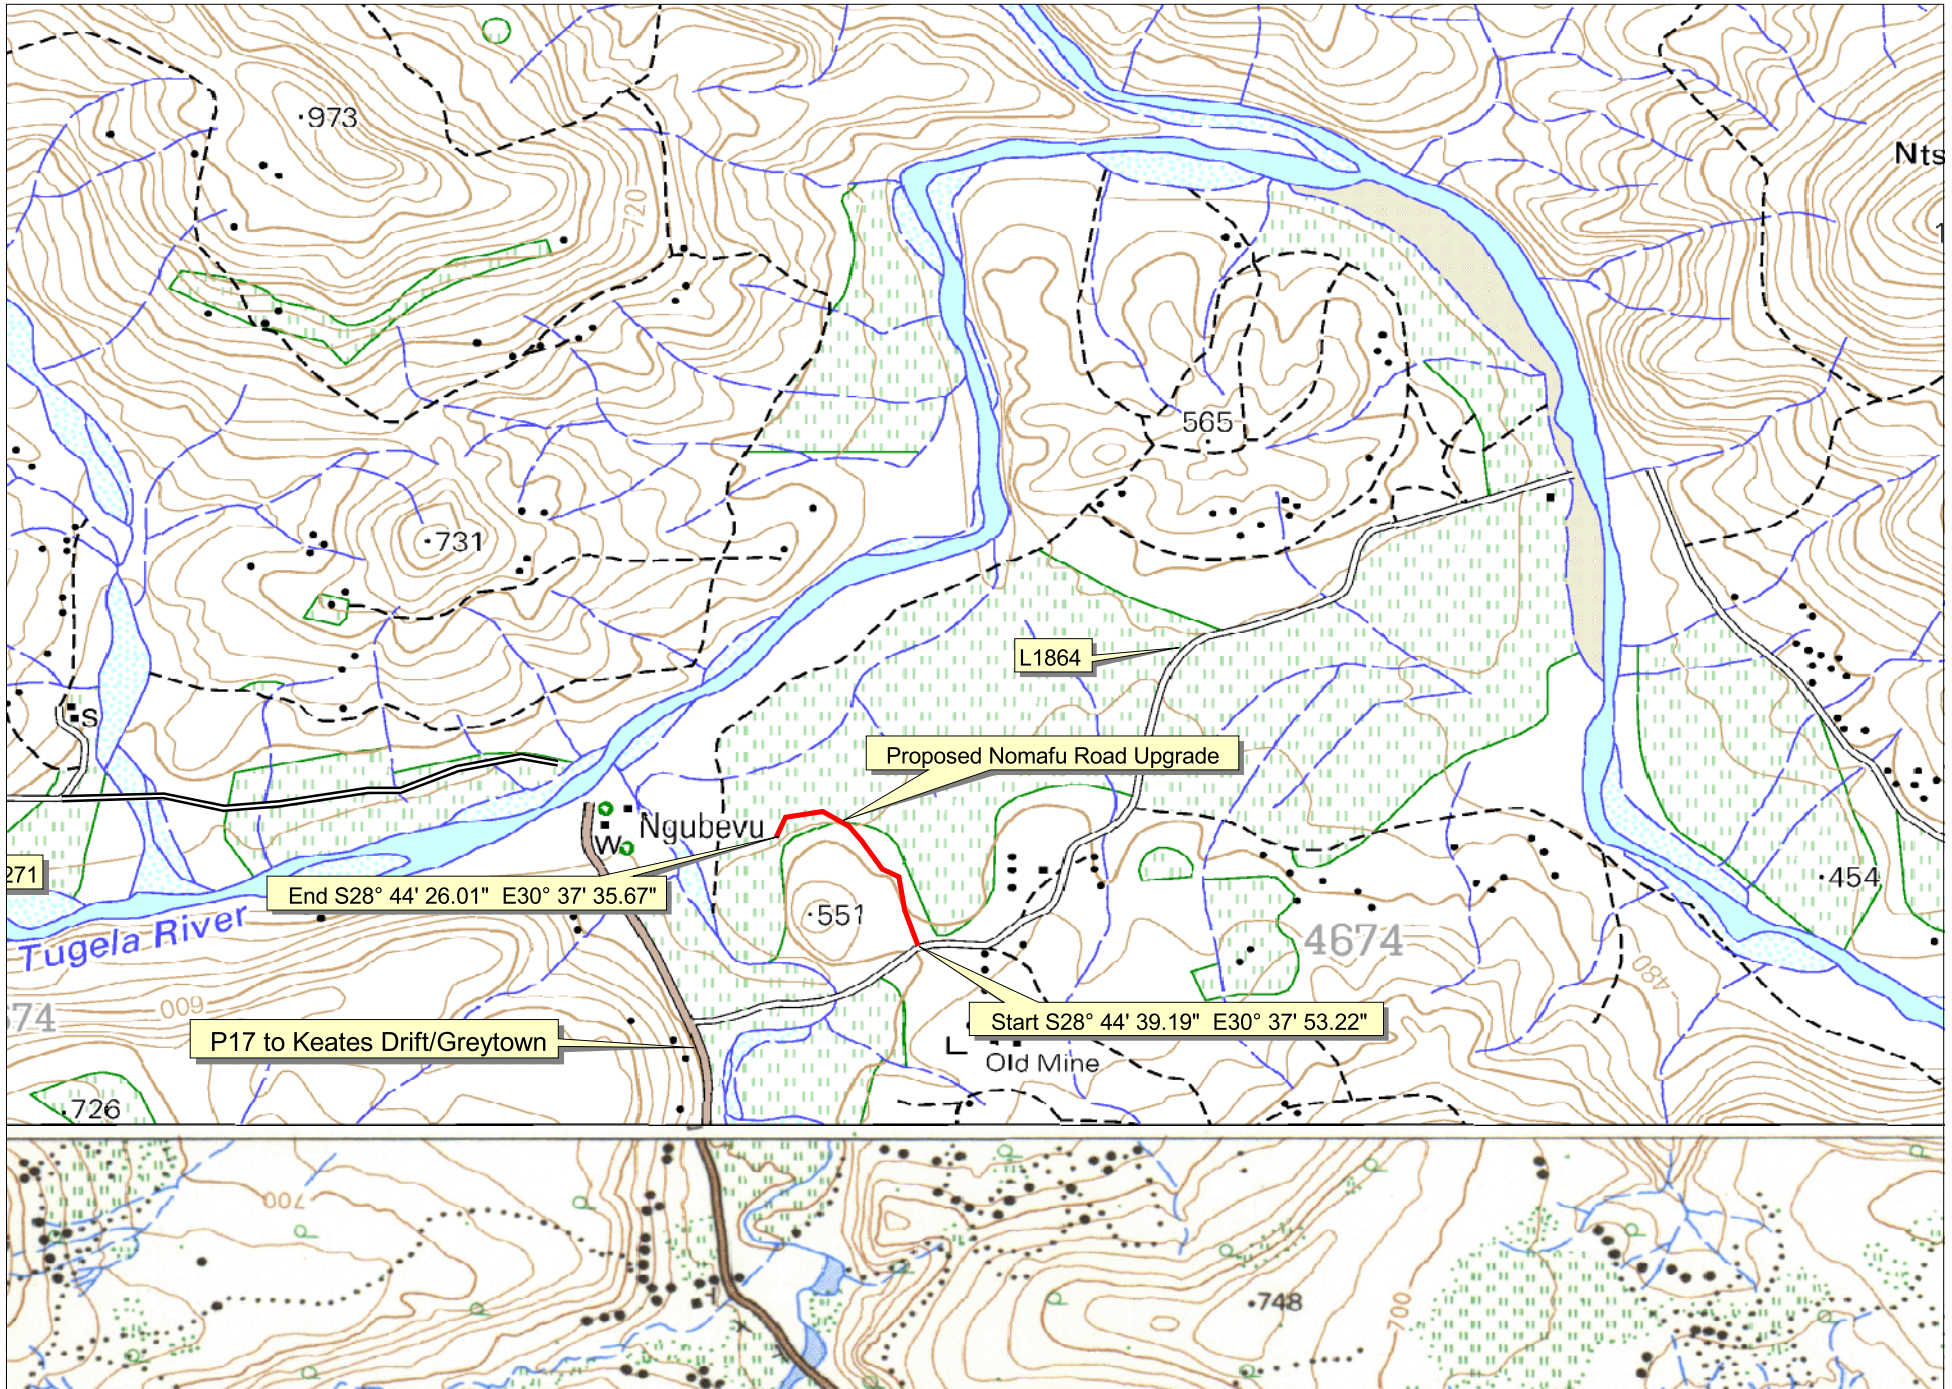 973
Nts
720
565
731
L1864
S
Proposed Nomafu Road Upgrade
Ngubevu
W
271
End S28° 44' 26.01"  E30° 37' 35.67"
454
551
Tugela River
4674
480
600
Start S28° 44' 39.19"  E30° 37' 53.22"
P17 to Keates Drift/Greytown
Old Mine
726
700
748
700